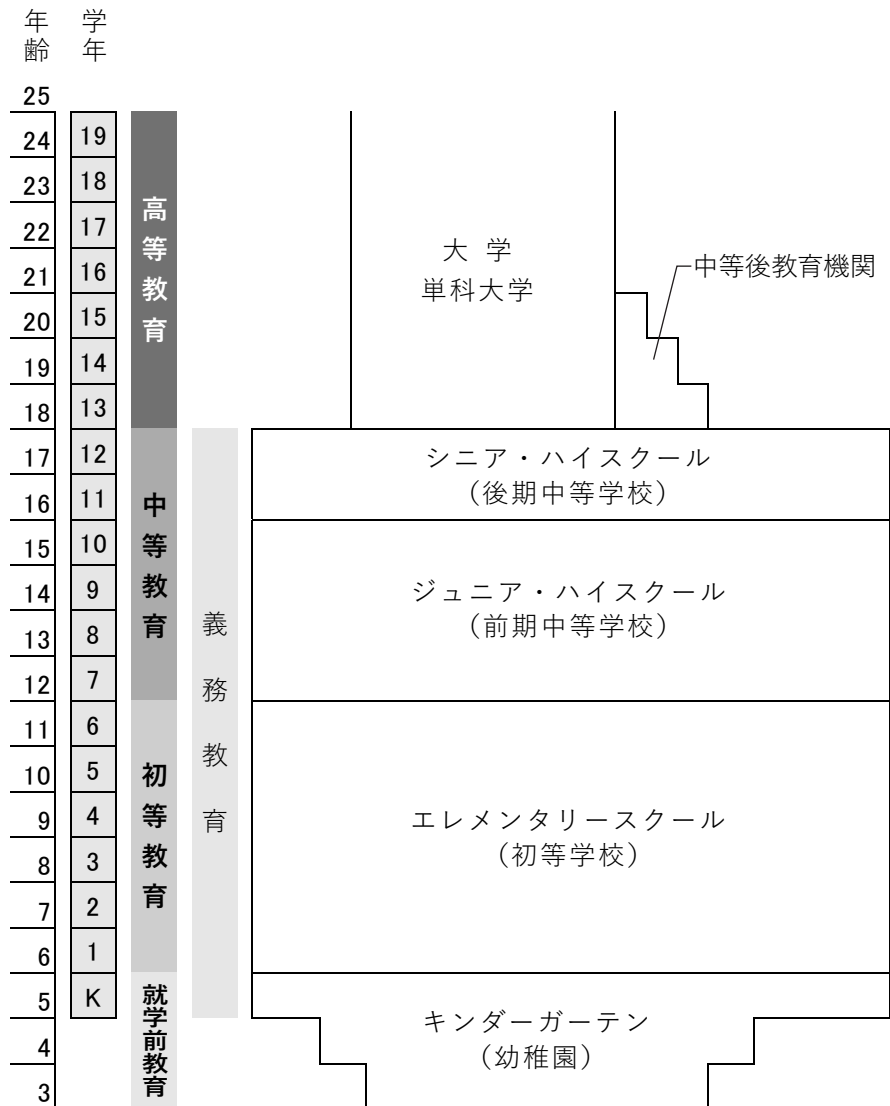 年齢 学年
25
24 19
23 18
22 17
21 16
20 15
19 14
18 13
17 12
16 11
15 10
14 9
13 8
12 7
11 6
10 5
9 4
8 3
7 2
6 1
5 K
4
3
高等教育
中等教育
初等教育
就学前教育
義務教育
大 学
単科大学
中等後教育機関
シニア・ハイスクール
(後期中等学校)
ジュニア・ハイスクール
(前期中等学校)
エレメンタリースクール
(初等学校)
キンダーガーテン
(幼稚園)